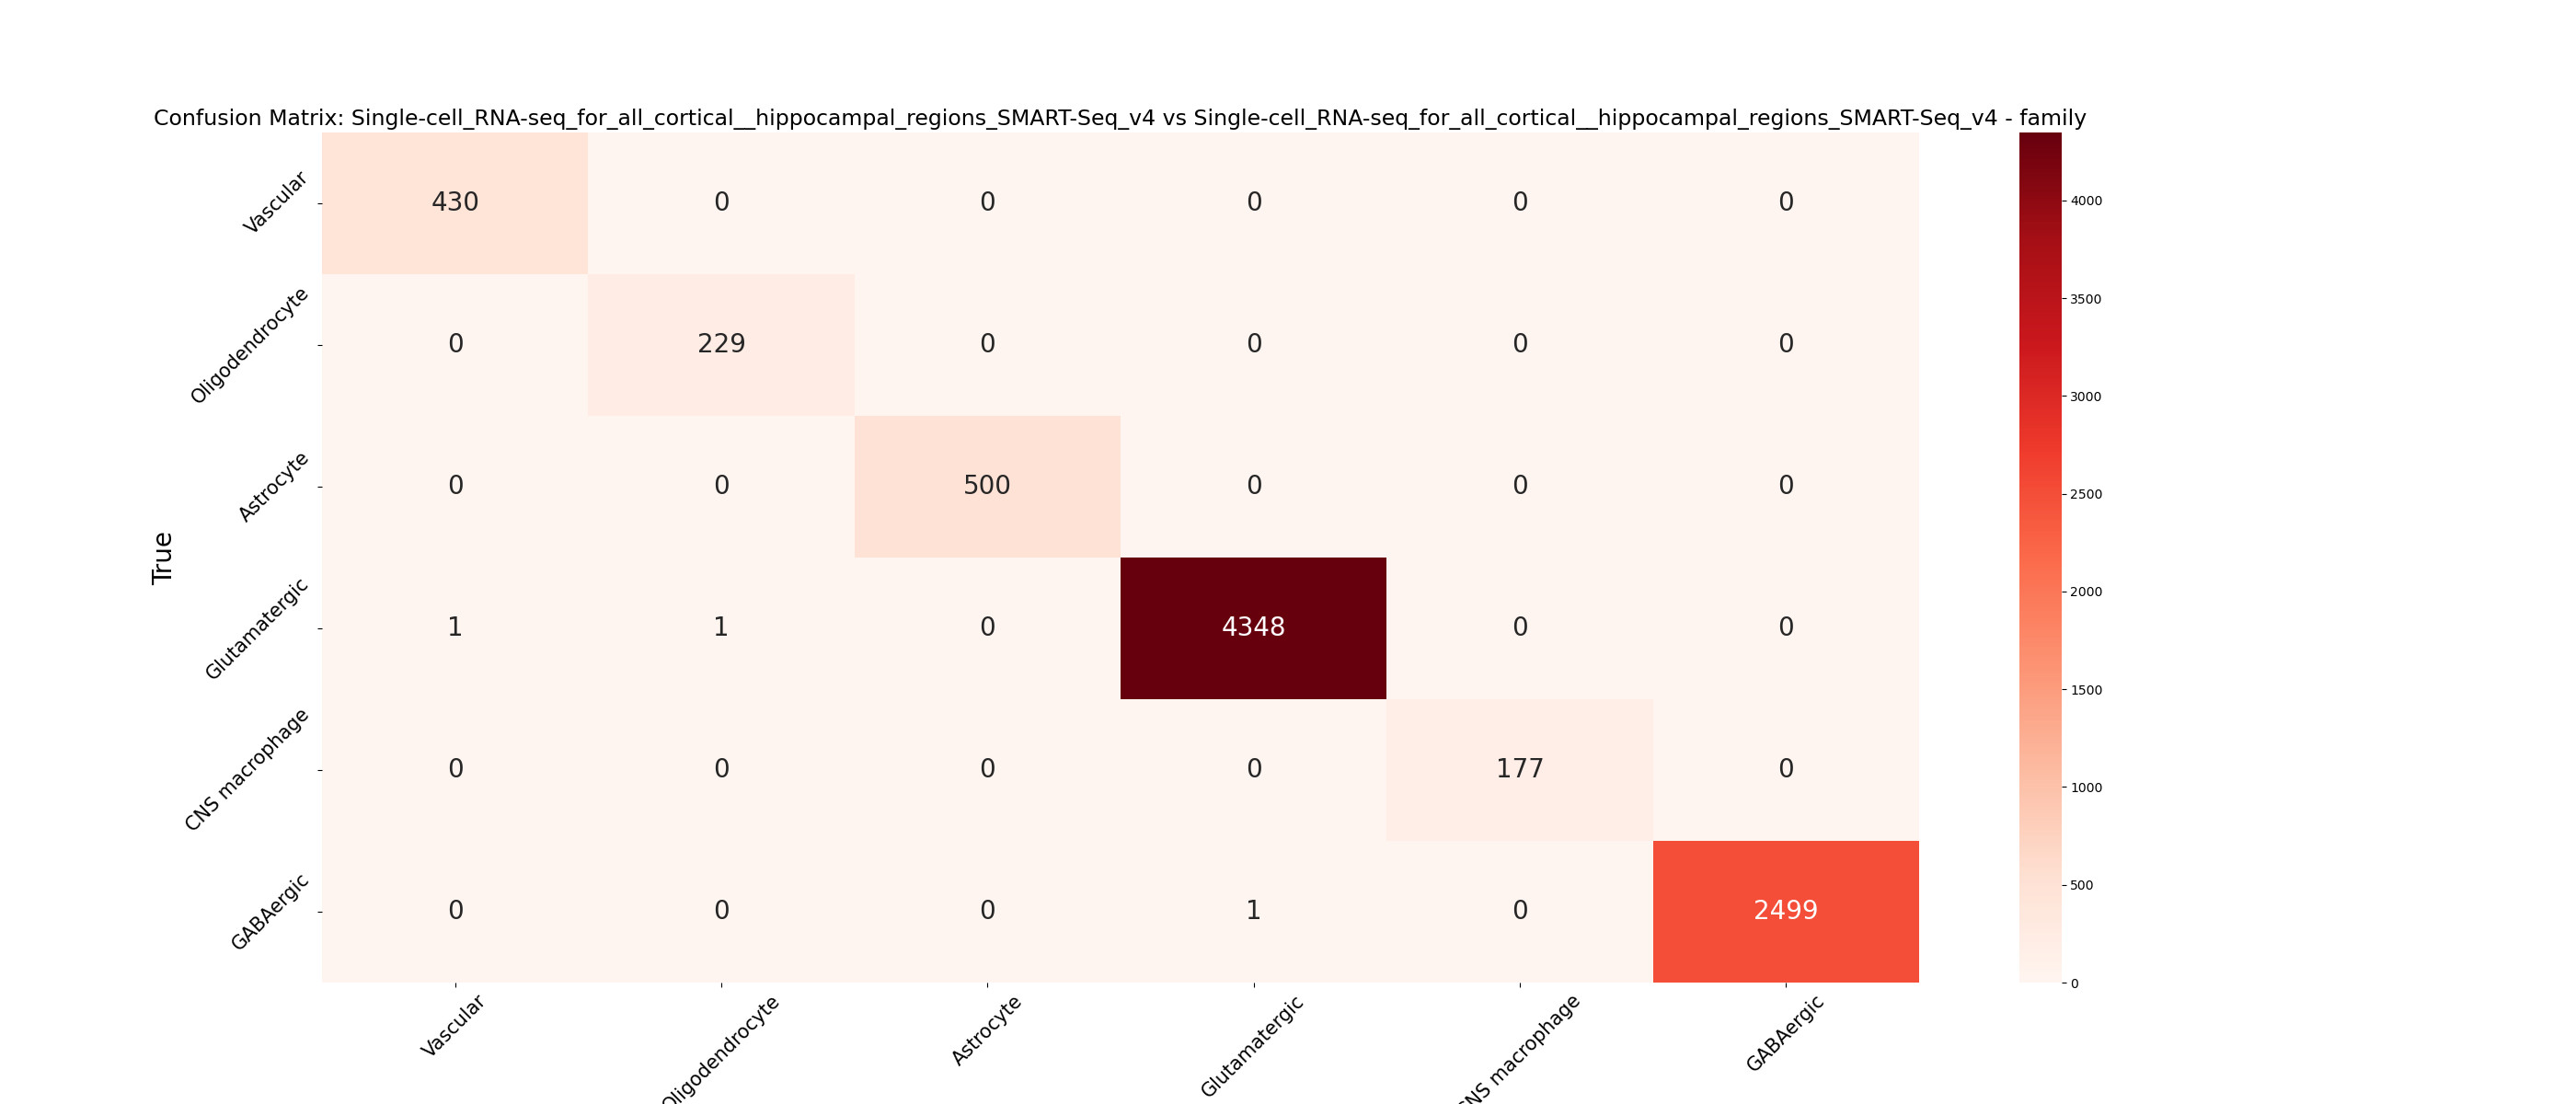 Confusion Matrix: Single-cell_RNA-seq_for_all_cortical__hippocampal_regions_SMART-Seq_v4 vs Single-cell_RNA-seq_for_all_cortical__hippocampal_regions_SMART-Seq_v4 - family
True
Vascular 430 0 0 0 0 0
Oligodendrocyte 0 229 0 0 0 0
Astrocyte 0 0 500 0 0 0
Glutamatergic 1 1 0 4348 0 0
CNS macrophage 0 0 0 0 177 0
GABAergic 0 0 0 1 0 2499
Vascular Oligodendrocyte Astrocyte Glutamatergic CNS macrophage GABAergic
4000
3500
3000
2500
2000
1500
1000
500
0